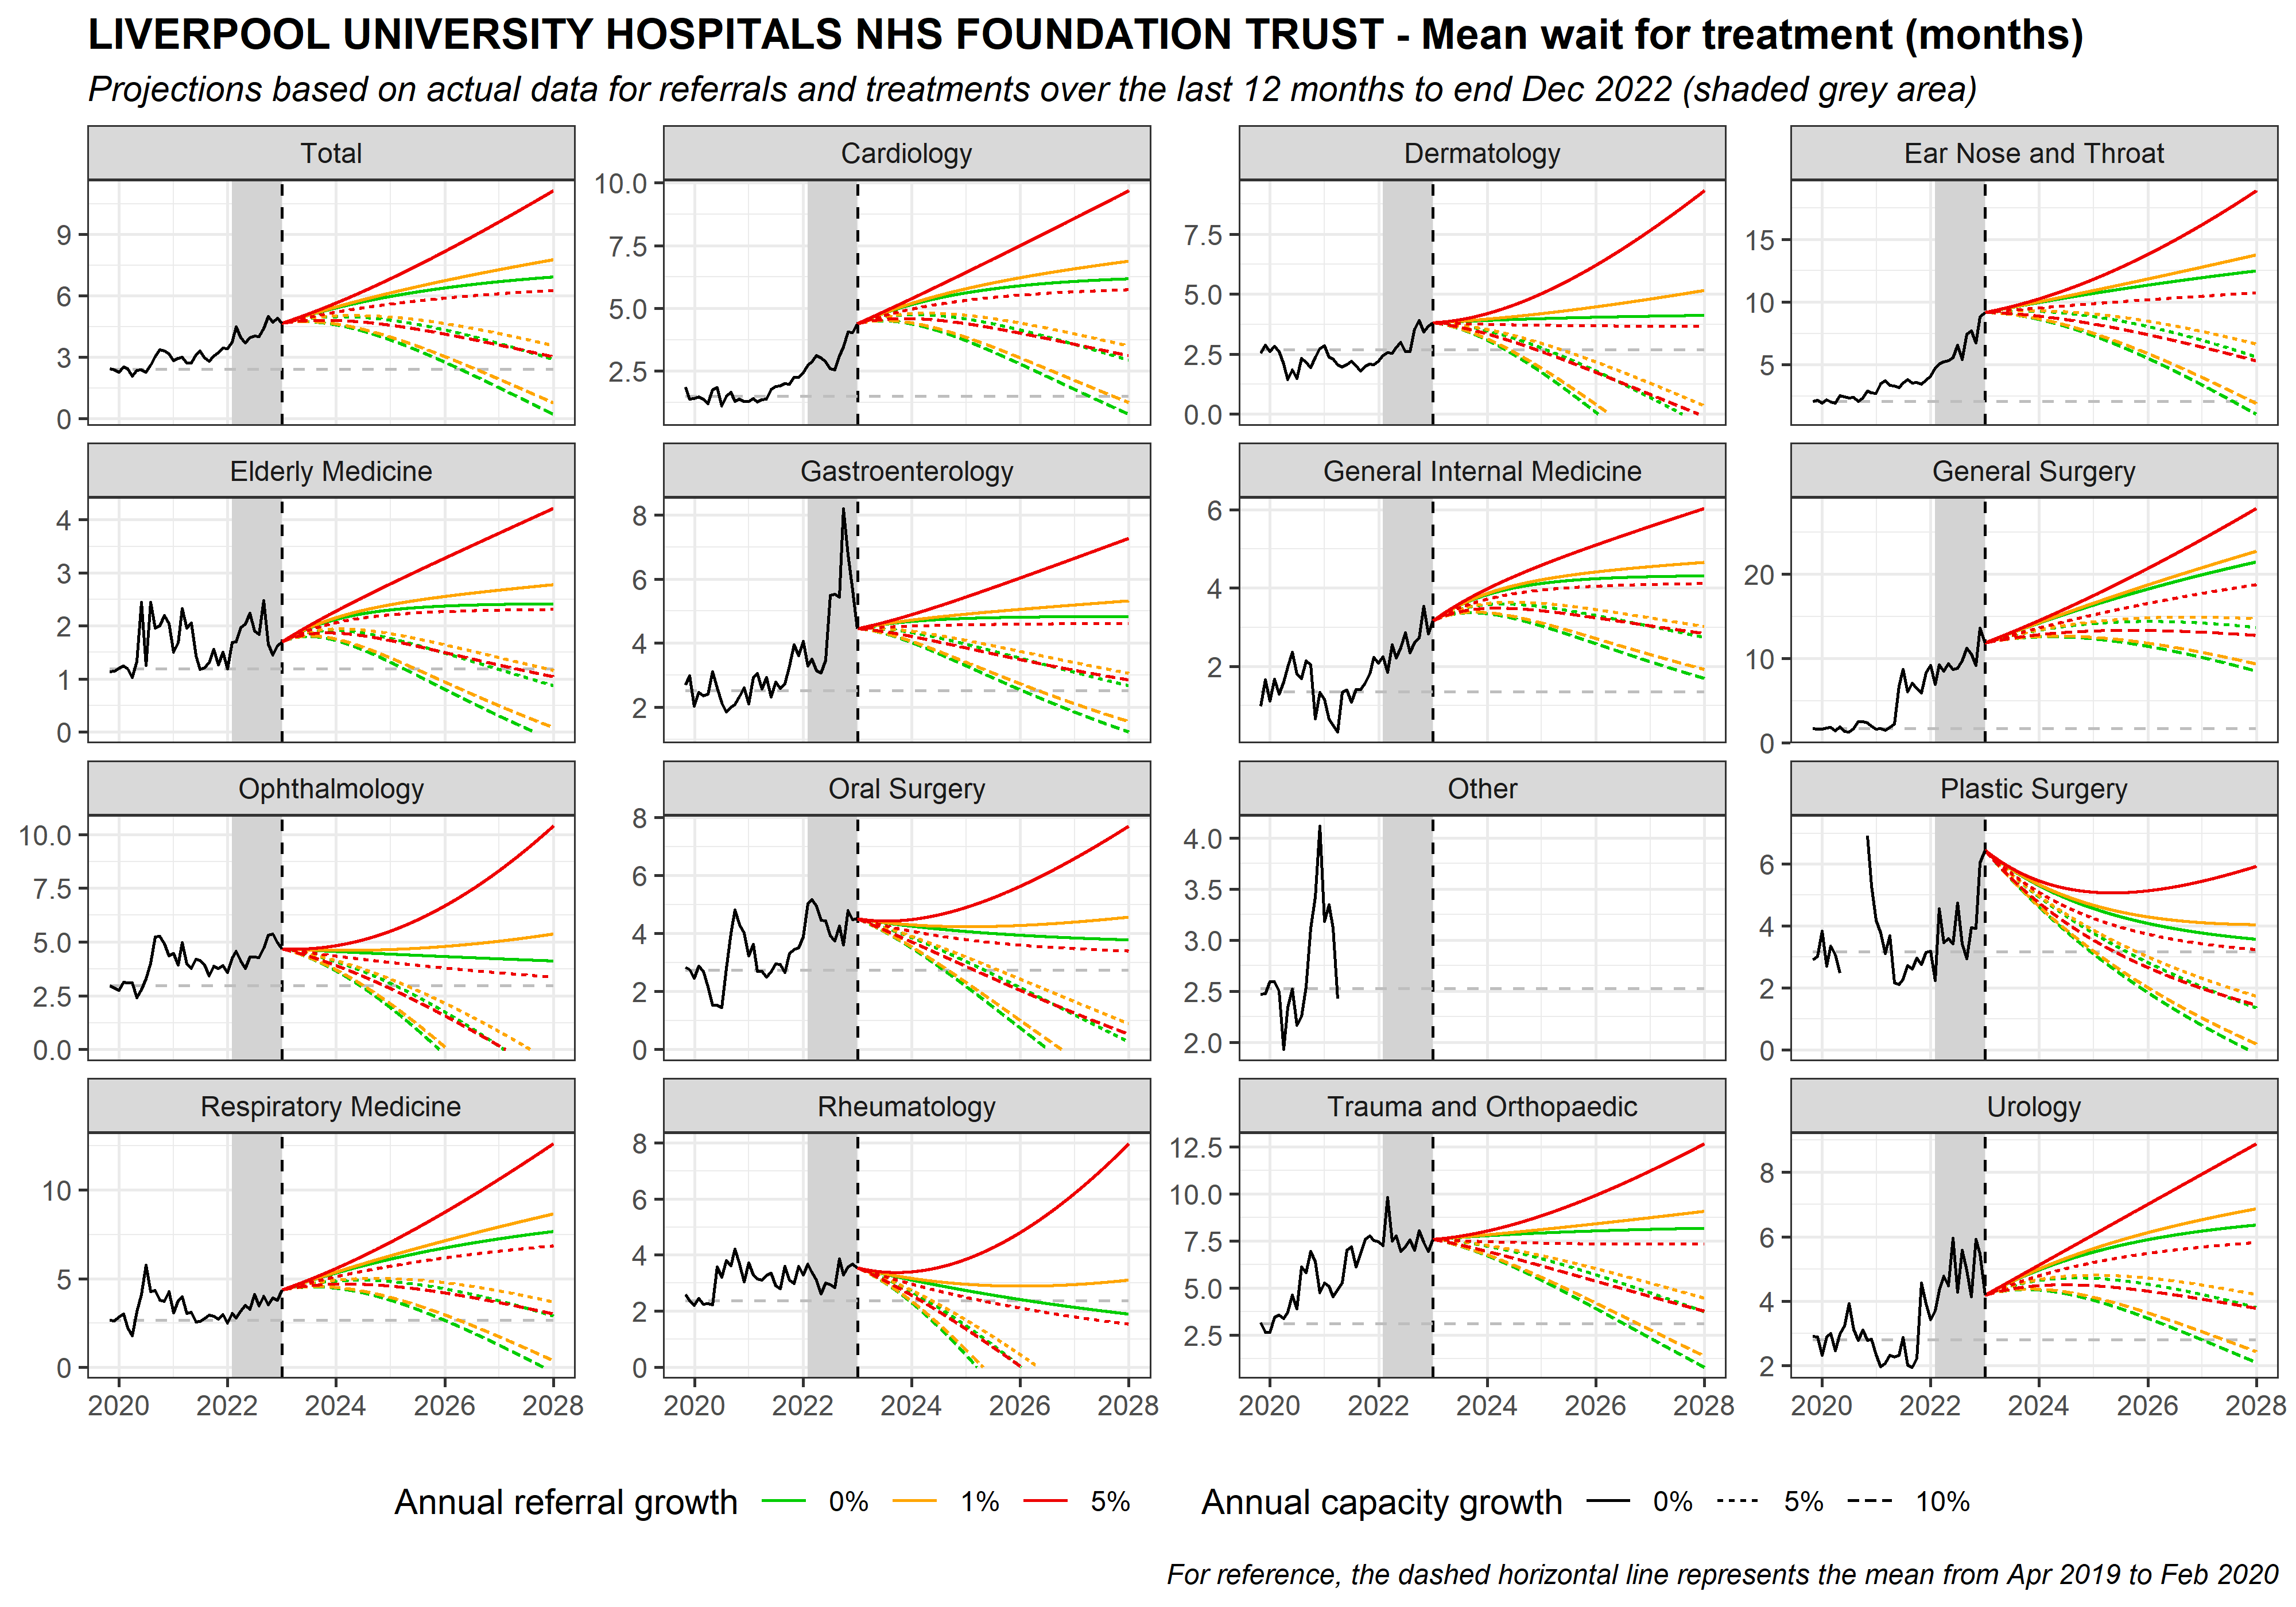 LIVERPOOL UNIVERSITY HOSPITALS NHS FOUNDATION TRUST - Mean wait for treatment (months)
Projections based on actual data for referrals and treatments over the last 12 months to end Dec 2022 (shaded grey area)
Total
Cardiology
Dermatology
Ear Nose and Throat
9
6
3
0
10.0
7.5
5.0
2.5
7.5
5.0
2.5
0.0
15
10
5
Elderly Medicine
Gastroenterology
General Internal Medicine
General Surgery
4
3
2
1
0
8
6
4
2
6
4
2
20
10
0
Ophthalmology
Oral Surgery
Other
Plastic Surgery
10.0
7.5
5.0
2.5
0.0
8
6
4
2
0
4.0
3.5
3.0
2.5
2.0
6
4
2
0
Respiratory Medicine
Rheumatology
Trauma and Orthopaedic
Urology
10
5
0
8
6
4
2
0
12.5
10.0
7.5
5.0
2.5
8
6
4
2
2020 2022 2024 2026 2028
2020 2022 2024 2026 2028
2020 2022 2024 2026 2028
2020 2022 2024 2026 2028
Annual referral growth 0% 1% 5%
Annual capacity growth 0% 5% 10%
For reference, the dashed horizontal line represents the mean from Apr 2019 to Feb 2020